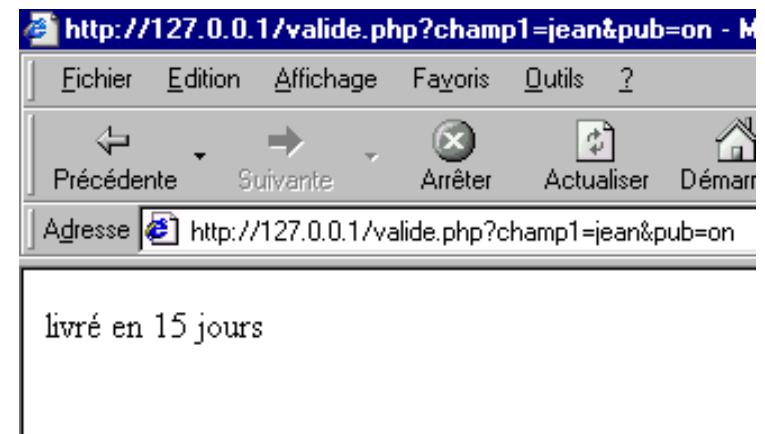 http://127.0.0.1/valide.php?champ1=jean&pub=on - M
Fichier Edition Affichage Favoris Outils ?
Précédente Suivante Arrêter Actualiser Démarr
Adresse http://127.0.0.1/valide.php?champ1=jean&pub=on
livré en 15 jours